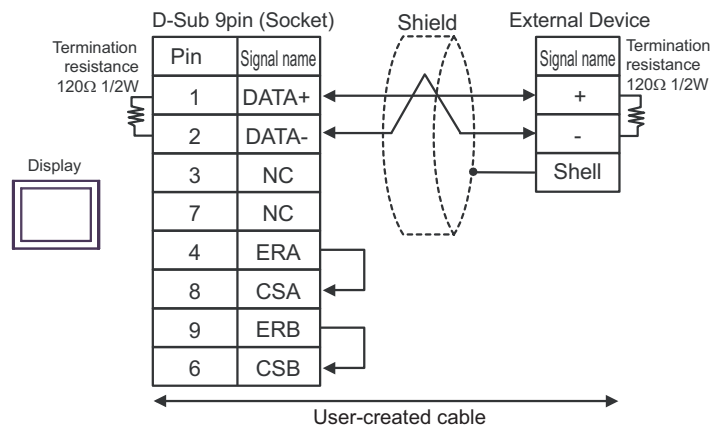 D-Sub 9pin (Socket)
Shield
External Device
Termination
resistance
120Ω 1/2W
Pin
Signal name
Signal name
Termination
resistance
120Ω 1/2W
1
DATA+
+
2
DATA-
-
Display
3
NC
Shell
7
NC
4
ERA
8
CSA
9
ERB
6
CSB
User-created cable